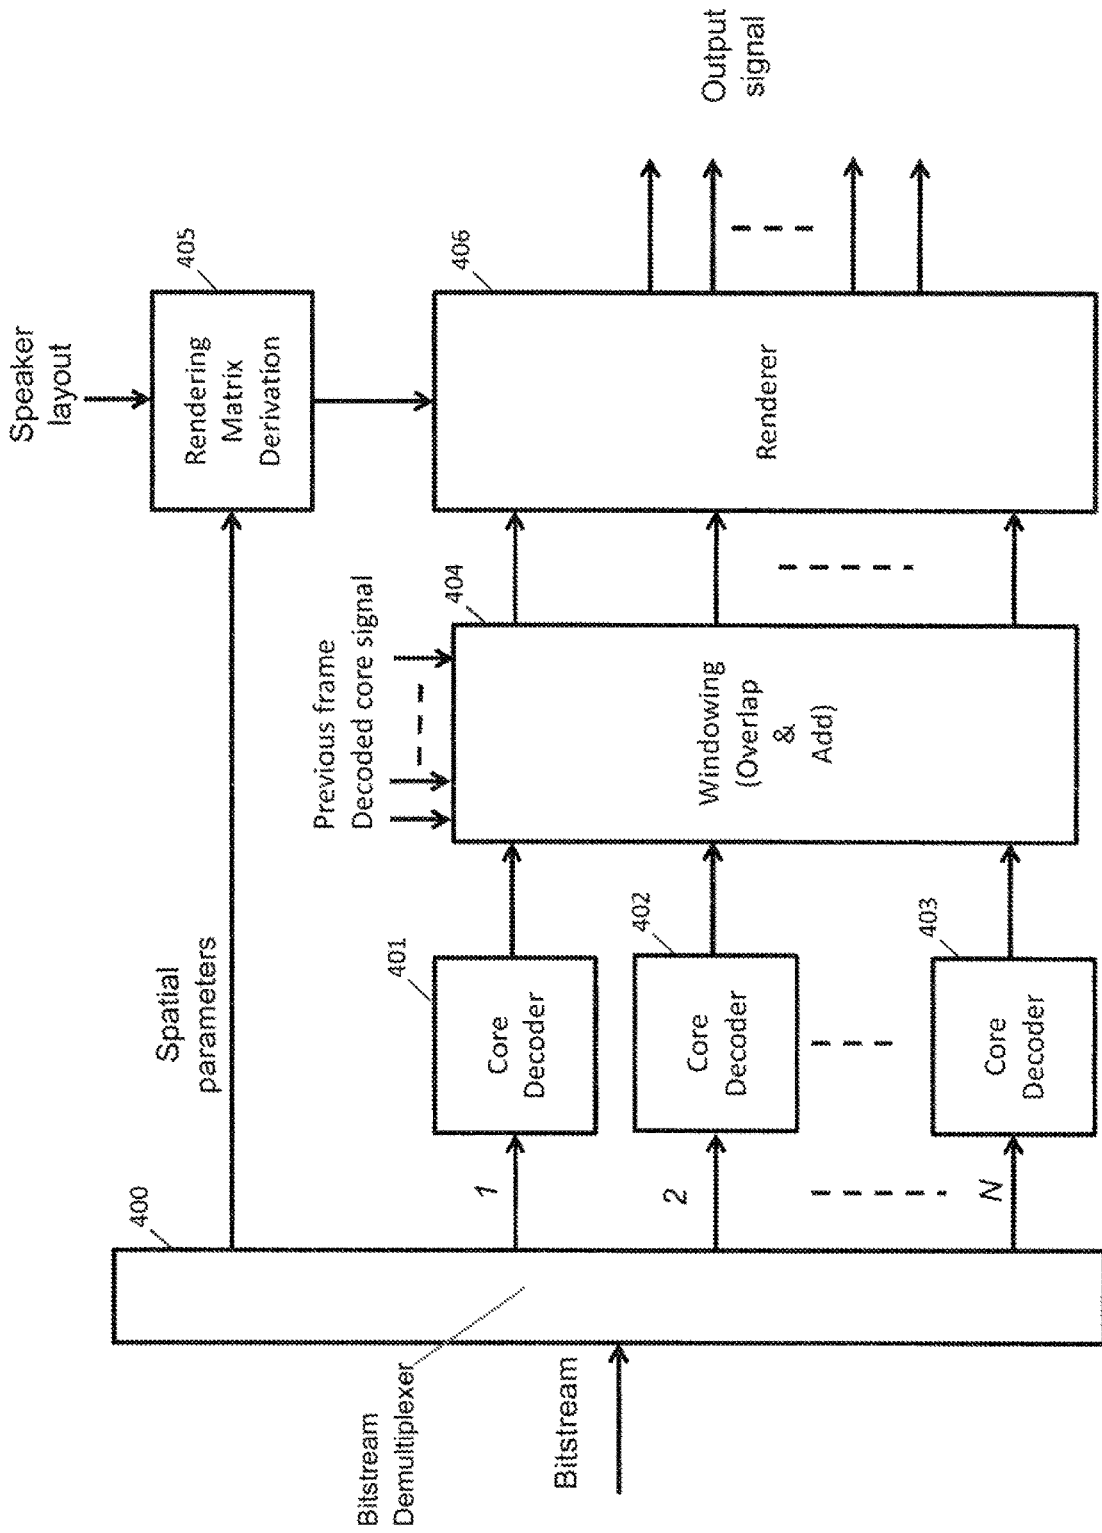 Bitstream
Bitstream
Demultiplexer
400
Spatial
parameters
1
2
N
401
Core
Decoder
402
Core
Decoder
403
Core
Decoder
Previous frame
Decoded core signal
404
Windowing
(Overlap
&
Add)
Speaker
layout
405
Rendering
Matrix
Derivation
406
Renderer
Output
signal